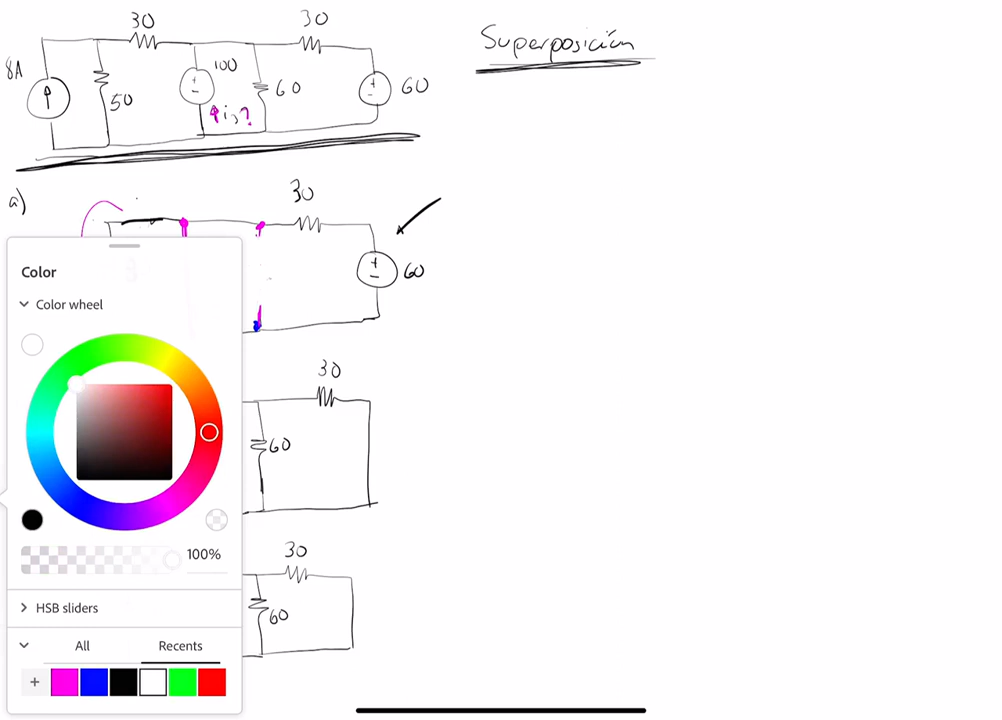 30 30
Superposición
8A 50 100 60 60
i
?
a) 30
60
Color
Color wheel
30
60
100%
30
HSB sliders
60
All Recents
+